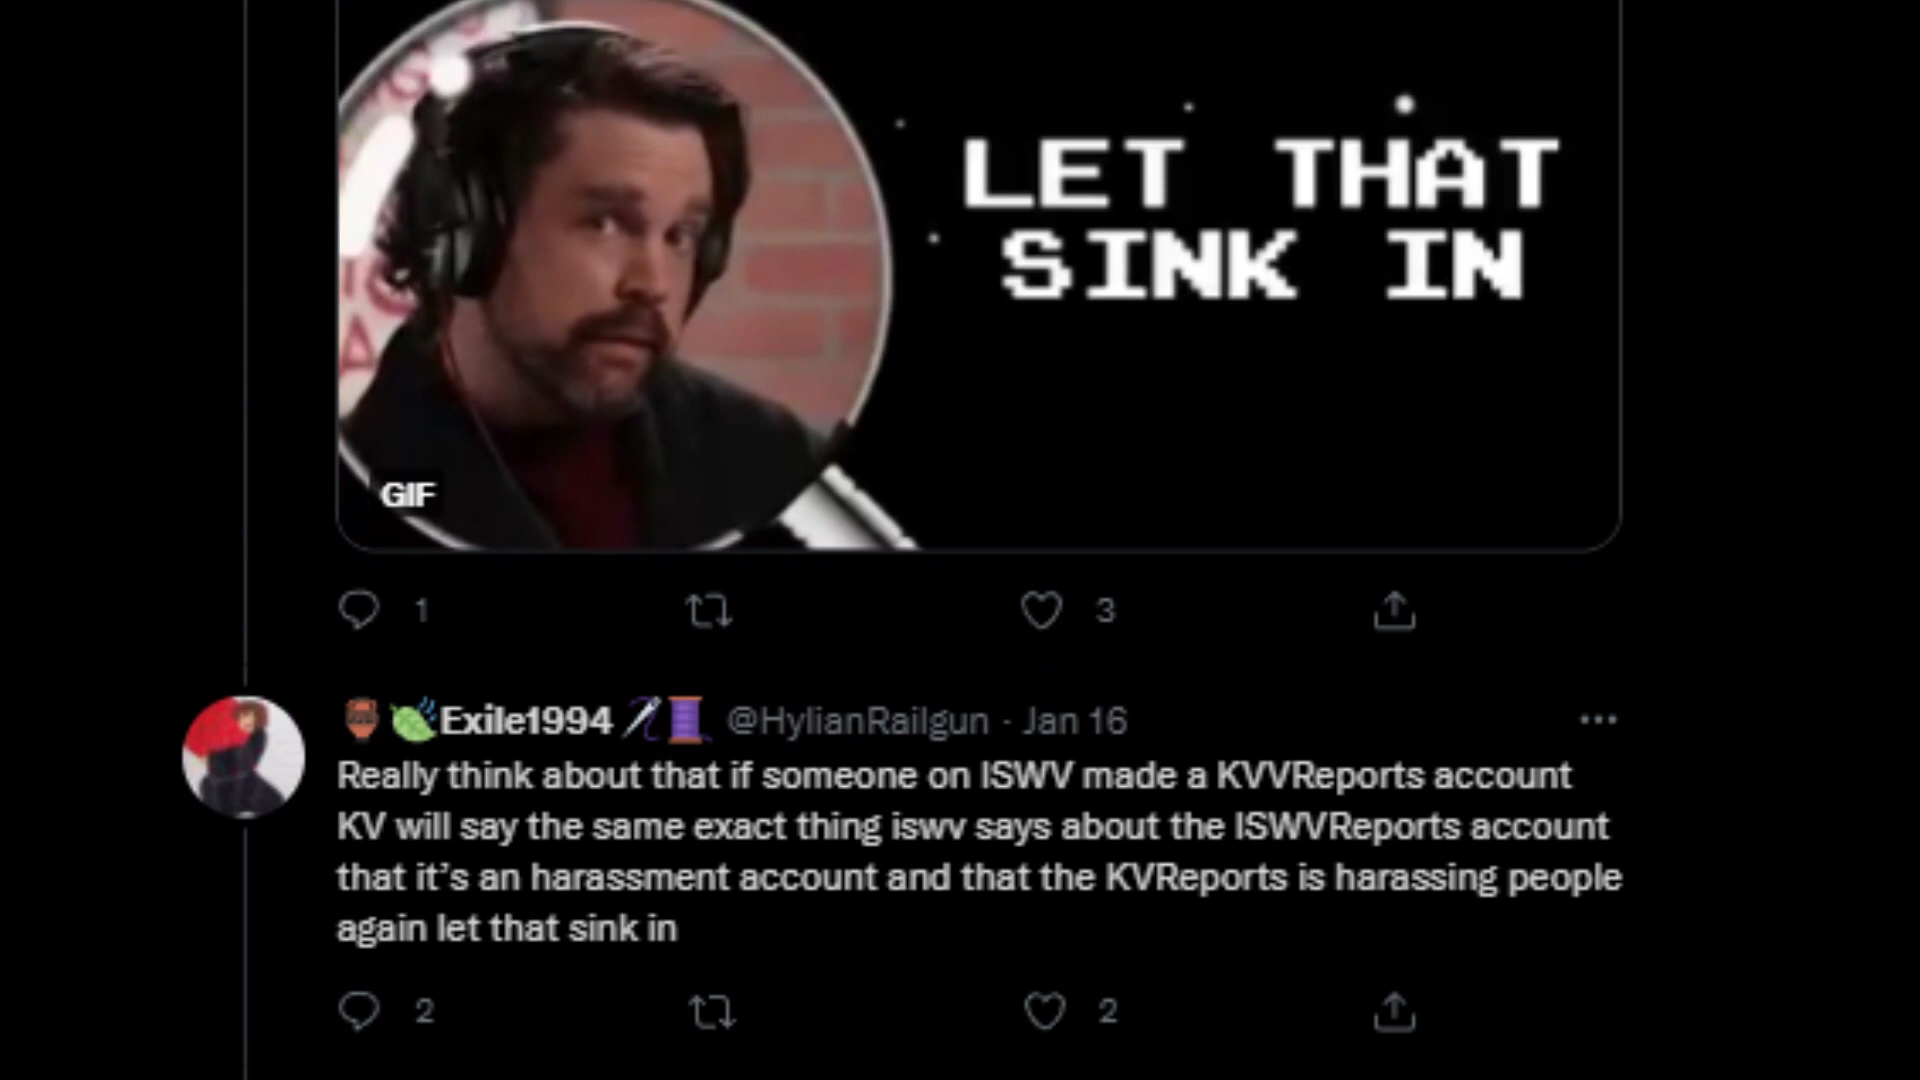 LET THAT
SINK IN
GIF
1 3
Exile1994 @HylianRailgun · Jan 16
Really think about that if someone on ISWV made a KVVReports account
KV will say the same exact thing iswv says about the ISWVReports account
that it’s an harassment account and that the KVReports is harassing people
again let that sink in
2 2